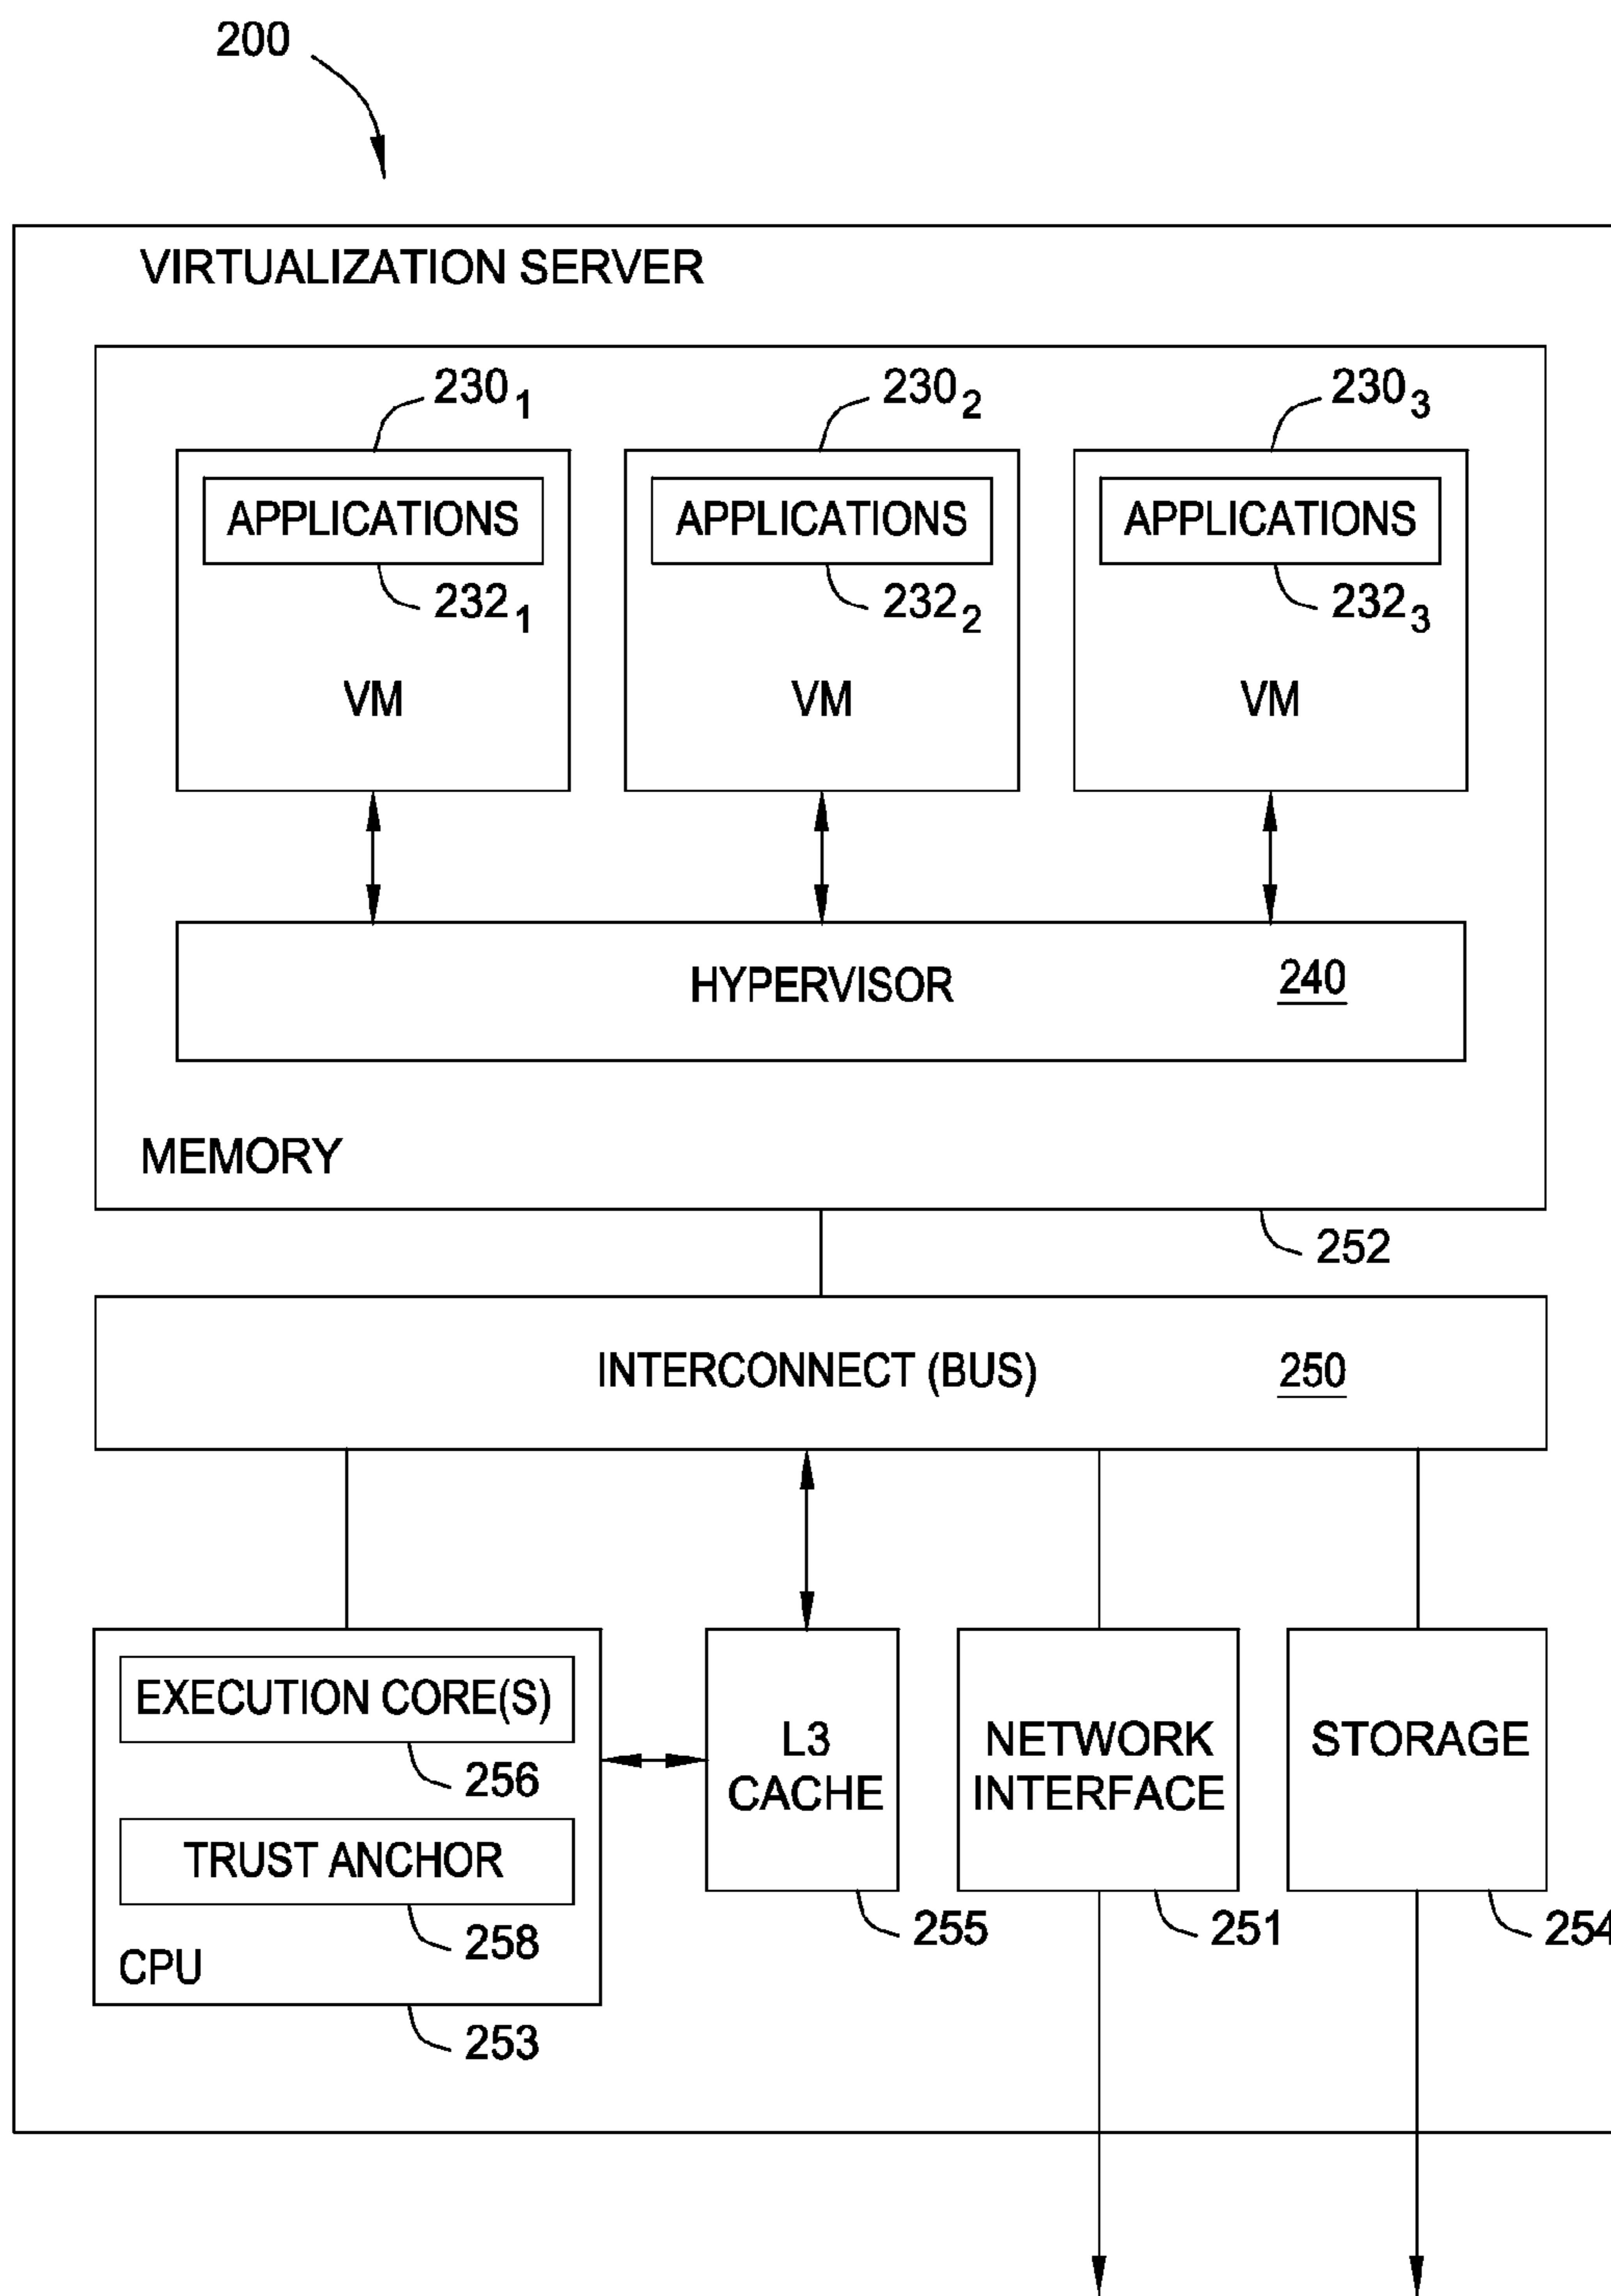 200
VIRTUALIZATION SERVER
230₁
230₂
230₃
APPLICATIONS
APPLICATIONS
APPLICATIONS
232₁
232₂
232₃
VM
VM
VM
HYPERVISOR
240
MEMORY
252
INTERCONNECT (BUS)
250
EXECUTION CORE(S)
256
TRUST ANCHOR
258
CPU
253
L3
CACHE
255
NETWORK
INTERFACE
251
STORAGE
254